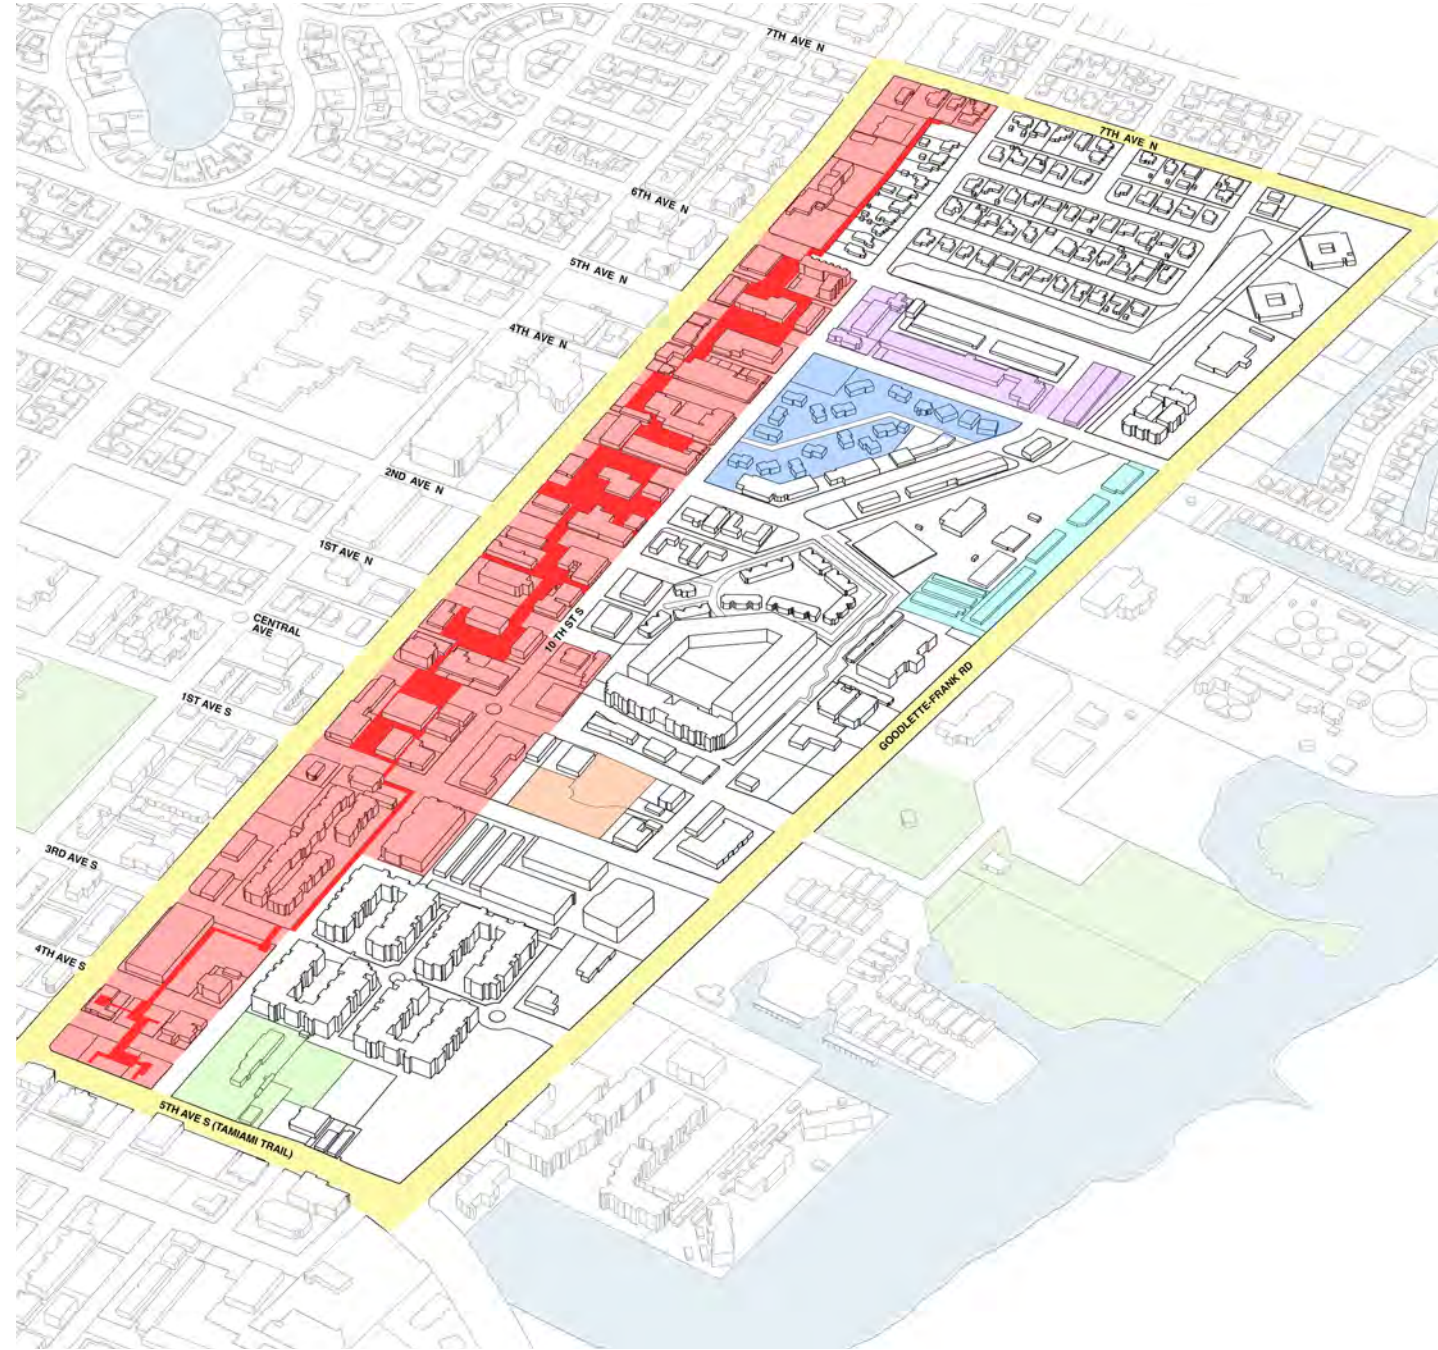 7TH AVE N
7TH AVE N
6TH AVE N
5TH AVE N
4TH AVE N
2ND AVE N
1ST AVE N
CENTRAL
AVE
10 TH ST S
1ST AVE S
GOODLETTE-FRANK RD
3RD AVE S
4TH AVE S
5TH AVE S (TAMIAMI TRAIL)